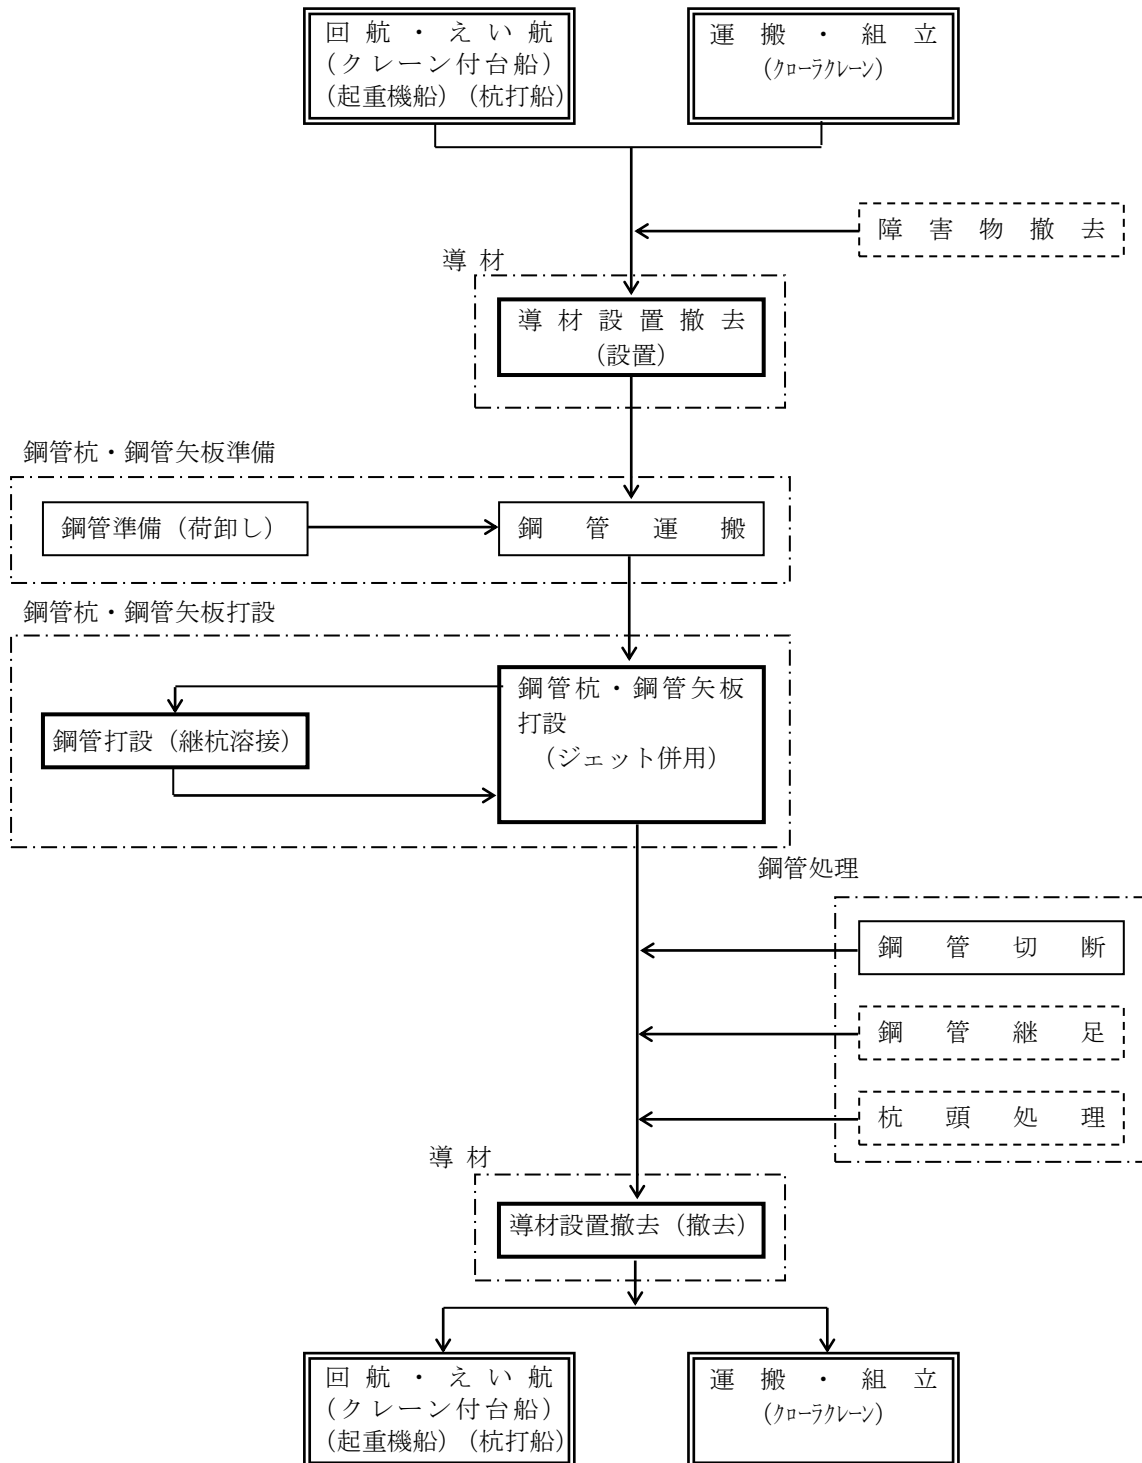 回航・えい航
(クレーン付台船)
(起重機船)(杭打船)
運搬・組立
(クローラクレーン)
障害物撤去
導材
導材設置撤去
(設置)
鋼管杭・鋼管矢板準備
鋼管準備(荷卸し)
鋼管運搬
鋼管杭・鋼管矢板打設
鋼管杭・鋼管矢板
打設
(ジェット併用)
鋼管打設(継杭溶接)
鋼管処理
鋼管切断
鋼管継足
杭頭処理
導材
導材設置撤去(撤去)
回航・えい航
(クレーン付台船)
(起重機船)(杭打船)
運搬・組立
(クローラクレーン)